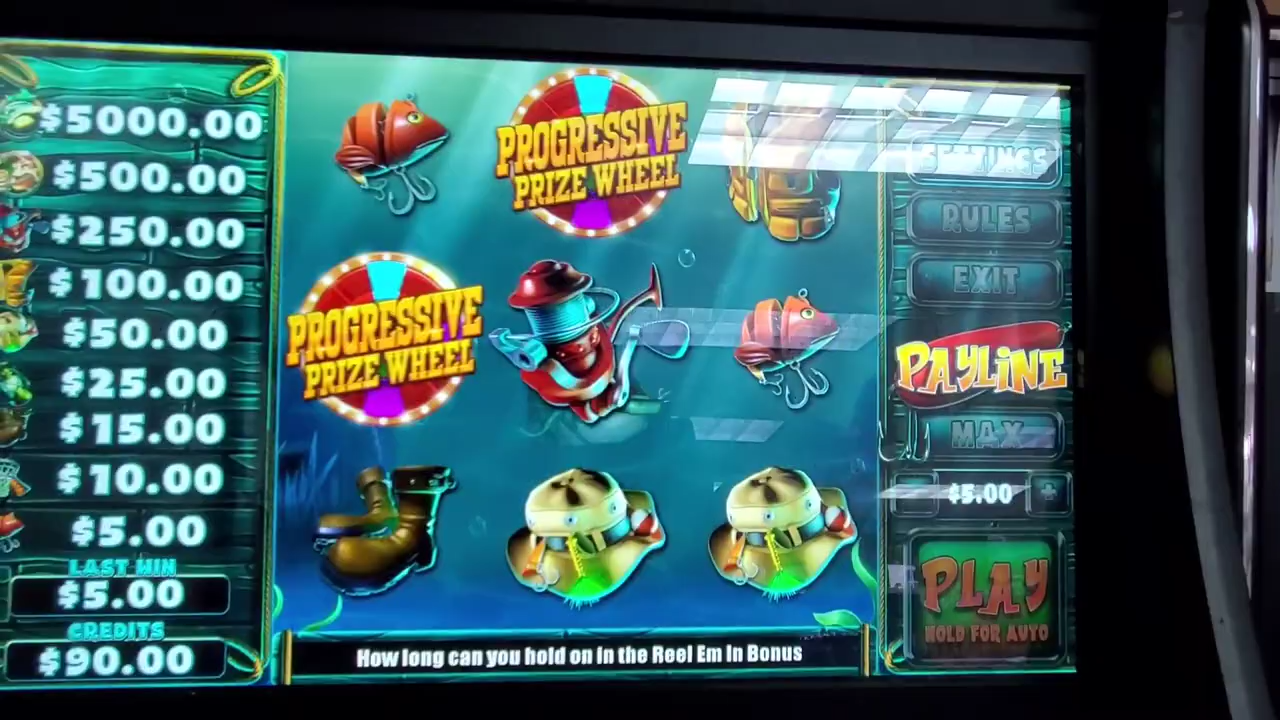 $5000.00
$500.00
$250.00
$100.00
$50.00
$25.00
$15.00
$10.00
$5.00
LAST WIN
$5.00
CREDITS
$90.00
PROGRESSIVE
PRIZE WHEEL
PROGRESSIVE
PRIZE WHEEL
How long can you hold on in the Reel Em In Bonus
SETTINGS
RULES
EXIT
PAYLINE
MAX
- $5.00 +
PLAY
HOLD FOR AUTO